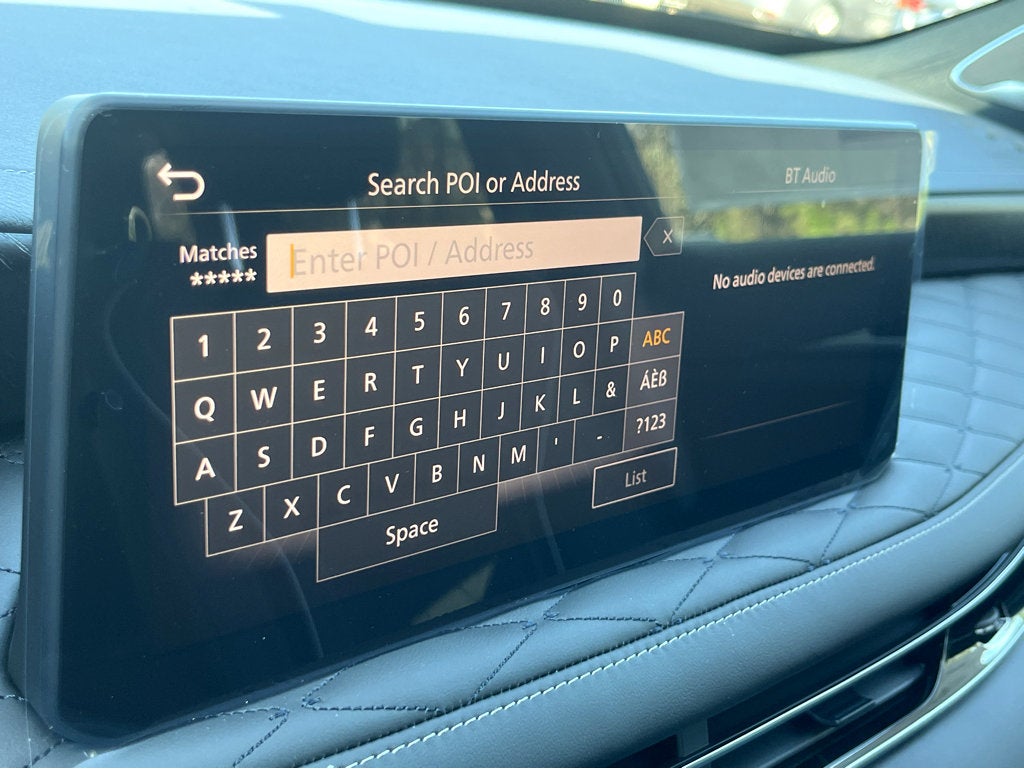 Search POI or Address
BT Audio
Matches
*****
Enter POI / Address
X
No audio devices are connected.
1 2 3 4 5 6 7 8 9 0
Q W E R T Y U I O P ABC
A S D F G H J K L & ÁÈß
Z X C V B N M ' - ?123
Space
List